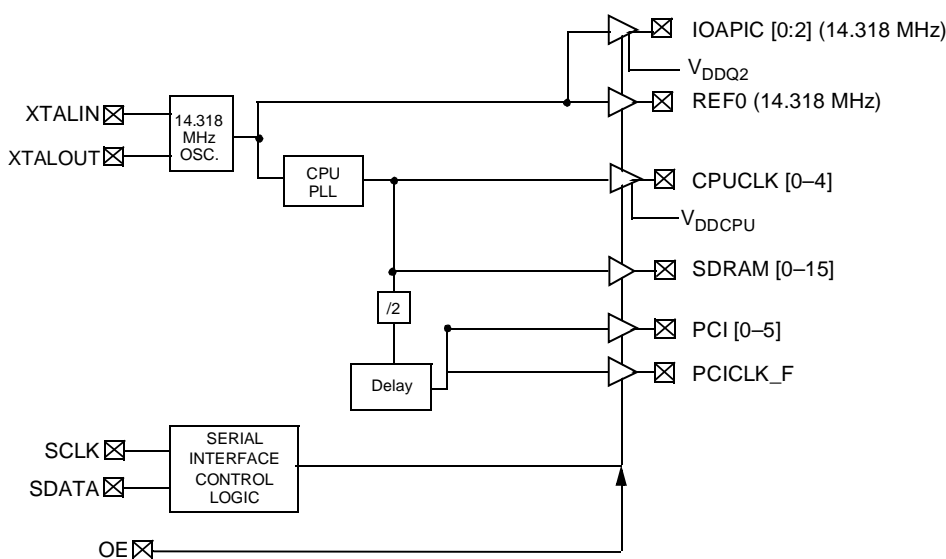 IOAPIC [0:2] (14.318 MHz)
VDDQ2
XTALIN
14.318
MHz
OSC.
REF0 (14.318 MHz)
XTALOUT
CPU
PLL
CPUCLK [0–4]
VDDCPU
SDRAM [0–15]
/2
PCI [0–5]
Delay
PCICLK_F
SCLK
SERIAL
INTERFACE
CONTROL
LOGIC
SDATA
OE